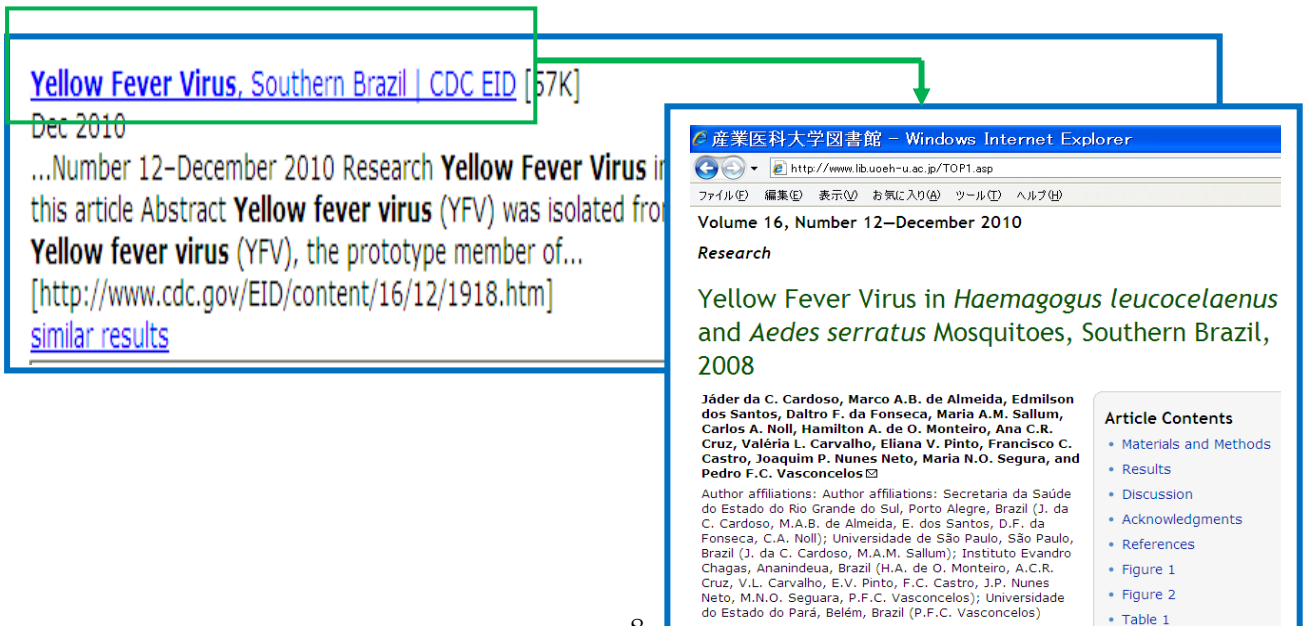 Yellow Fever Virus, Southern Brazil | CDC EID [57K]
Dec 2010
...Number 12-December 2010 Research Yellow Fever Virus in
this article Abstract Yellow fever virus (YFV) was isolated from
Yellow fever virus (YFV), the prototype member of...
[http://www.cdc.gov/EID/content/16/12/1918.htm]
similar results
産業医科大学図書館 - Windows Internet Explorer
http://www.lib.uoeh-u.ac.jp/TOP1.asp
ファイル(F) 編集(E) 表示(V) お気に入り(A) ツール(T) ヘルプ(H)
Volume 16, Number 12—December 2010
Research
Yellow Fever Virus in Haemagogus leucocelaenus
and Aedes serratus Mosquitoes, Southern Brazil,
2008
Jáder da C. Cardoso, Marco A.B. de Almeida, Edmilson
dos Santos, Daltro F. da Fonseca, Maria A.M. Sallum,
Carlos A. Noll, Hamilton A. de O. Monteiro, Ana C.R.
Cruz, Valéria L. Carvalho, Eliana V. Pinto, Francisco C.
Castro, Joaquim P. Nunes Neto, Maria N.O. Segura, and
Pedro F.C. Vasconcelos
Author affiliations: Author affiliations: Secretaria da Saúde
do Estado do Rio Grande do Sul, Porto Alegre, Brazil (J. da
C. Cardoso, M.A.B. de Almeida, E. dos Santos, D.F. da
Fonseca, C.A. Noll); Universidade de São Paulo, São Paulo,
Brazil (J. da C. Cardoso, M.A.M. Sallum); Instituto Evandro
Chagas, Ananindeua, Brazil (H.A. de O. Monteiro, A.C.R.
Cruz, V.L. Carvalho, E.V. Pinto, F.C. Castro, J.P. Nunes
Neto, M.N.O. Seguara, P.F.C. Vasconcelos); Universidade
do Estado do Pará, Belém, Brazil (P.F.C. Vasconcelos)
Article Contents
• Materials and Methods
• Results
• Discussion
• Acknowledgments
• References
• Figure 1
• Figure 2
• Table 1